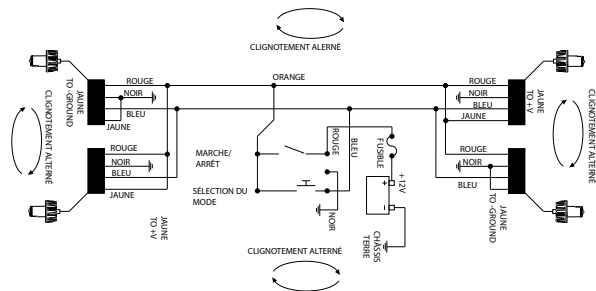 CLIGNOTEMENT ALERNÉ
ROUGE
NOIR
BLEU
JAUNE
JAUNE
TO -GROUND
CLIGNOTEMENT ALTERNÉ
ORANGE
ROUGE
NOIR
BLEU
JAUNE
JAUNE
TO +V
CLIGNOTEMENT ALTERNÉ
ROUGE
NOIR
BLEU
JAUNE
JAUNE
TO +V
MARCHE/
ARRÊT
SÉLECTION DU
MODE
ROUGE
BLEU
NOIR
FUSIBLE
+12V
+
-
CHÂSSIS
TERRE
ROUGE
NOIR
BLEU
JAUNE
TO -GROUND
CLIGNOTEMENT ALTERNÉ